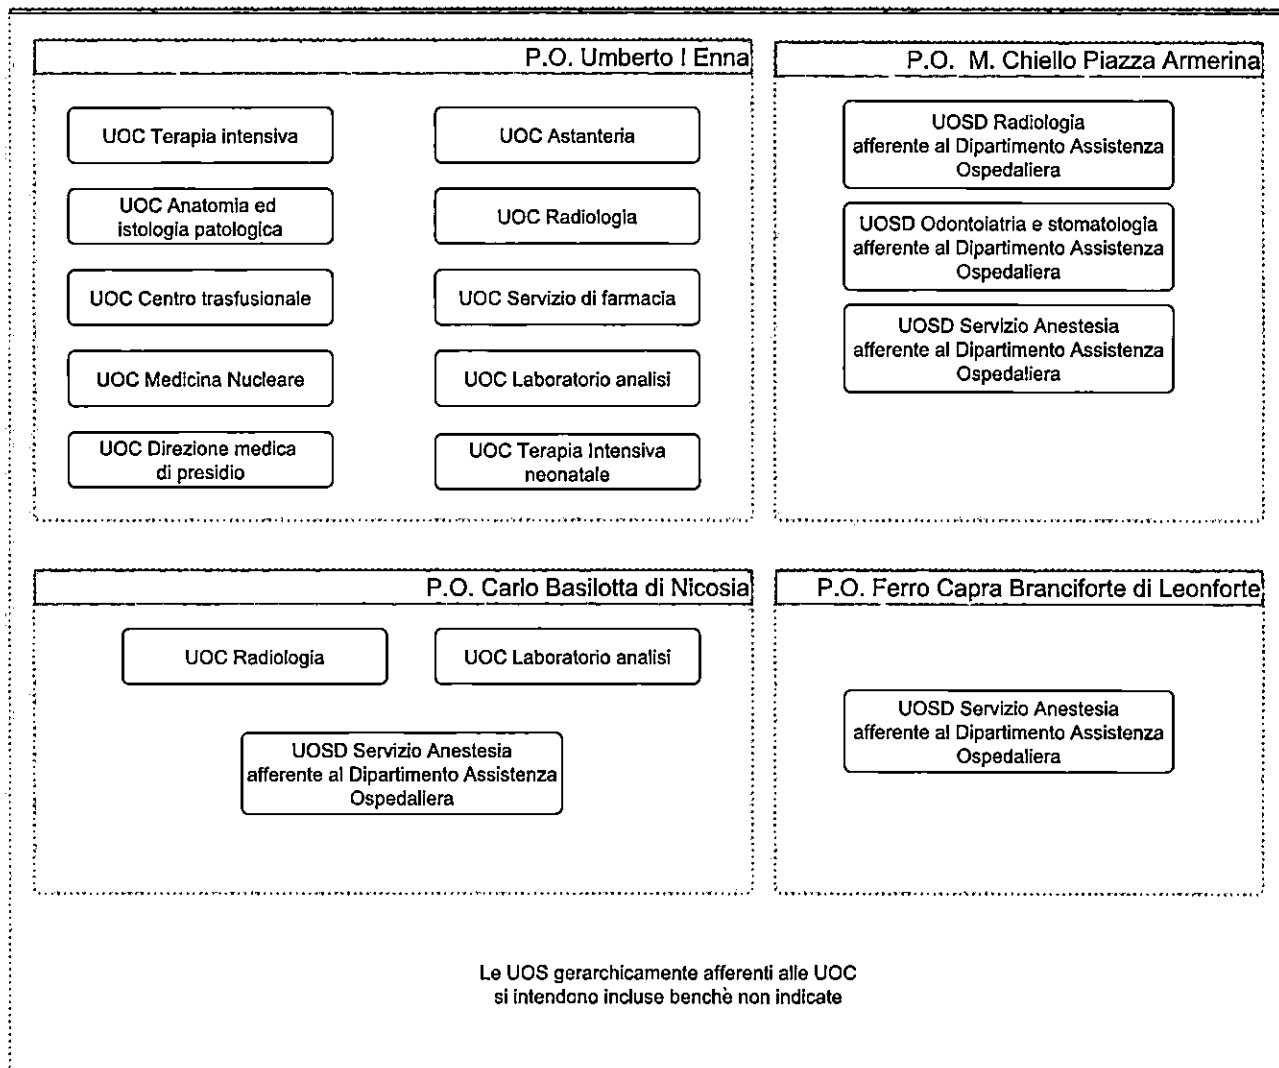 P.O. Umberto I Enna
UOC Terapia intensiva
UOC Astanteria
UOC Anatomia ed
istologia patologica
UOC Radiologia
UOC Centro trasfusionale
UOC Servizio di farmacia
UOC Medicina Nucleare
UOC Laboratorio analisi
UOC Direzione medica
di presidio
UOC Terapia Intensiva
neonatale
P.O. M. Chiello Piazza Armerina
UOSD Radiologia
afferente al Dipartimento Assistenza
Ospedaliera
UOSD Odontoiatria e stomatologia
afferente al Dipartimento Assistenza
Ospedaliera
UOSD Servizio Anestesia
afferente al Dipartimento Assistenza
Ospedaliera
P.O. Carlo Basilotta di Nicosia
UOC Radiologia
UOC Laboratorio analisi
UOSD Servizio Anestesia
afferente al Dipartimento Assistenza
Ospedaliera
P.O. Ferro Capra Branciforte di Leonforte
UOSD Servizio Anestesia
afferente al Dipartimento Assistenza
Ospedaliera
Le UOS gerarchicamente afferenti alle UOC
si intendono incluse benchè non indicate